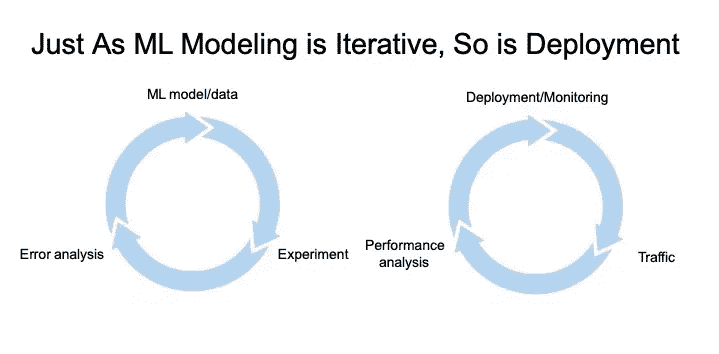 Just As ML Modeling is Iterative, So is Deployment
ML model/data
Experiment
Error analysis
Deployment/Monitoring
Traffic
Performance
analysis